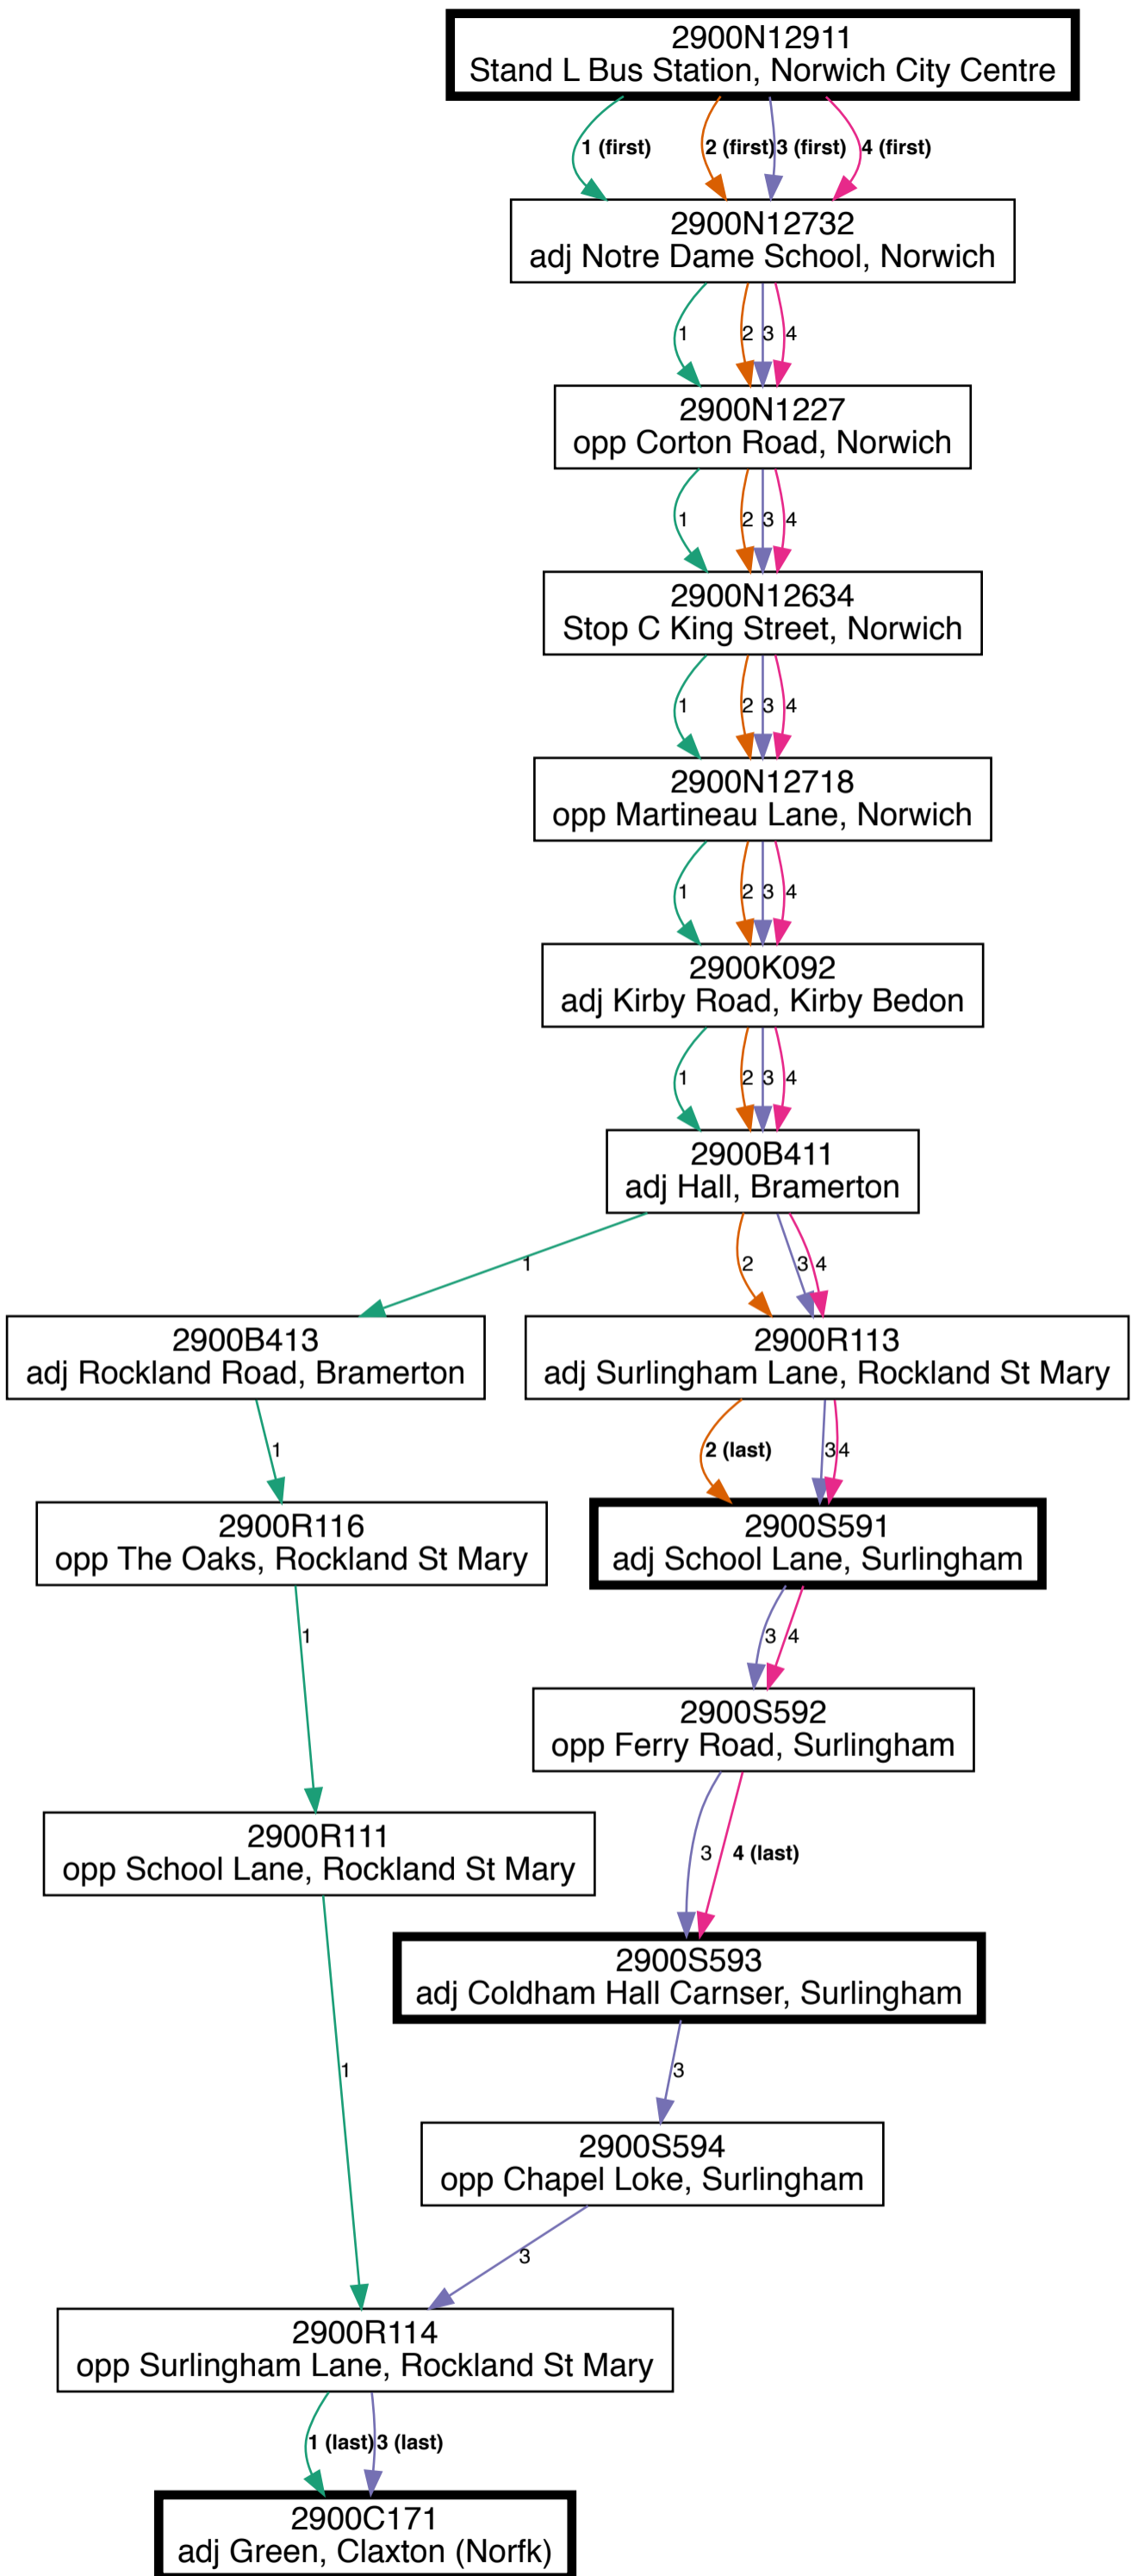 2900N12911
Stand L Bus Station, Norwich City Centre
1 (first) 2 (first) 3 (first) 4 (first)
2900N12732
adj Notre Dame School, Norwich
1 2 3 4
2900N1227
opp Corton Road, Norwich
1 2 3 4
2900N12634
Stop C King Street, Norwich
1 2 3 4
2900N12718
opp Martineau Lane, Norwich
1 2 3 4
2900K092
adj Kirby Road, Kirby Bedon
1 2 3 4
2900B411
adj Hall, Bramerton
1 2 3 4
2900B413
adj Rockland Road, Bramerton
2900R113
adj Surlingham Lane, Rockland St Mary
1 2 (last) 3 4
2900R116
opp The Oaks, Rockland St Mary
2900S591
adj School Lane, Surlingham
1 3 4
2900S592
opp Ferry Road, Surlingham
2900R111
opp School Lane, Rockland St Mary
3 4 (last)
2900S593
adj Coldham Hall Carnser, Surlingham
1 3
2900S594
opp Chapel Loke, Surlingham
3
2900R114
opp Surlingham Lane, Rockland St Mary
1 (last) 3 (last)
2900C171
adj Green, Claxton (Norfk)